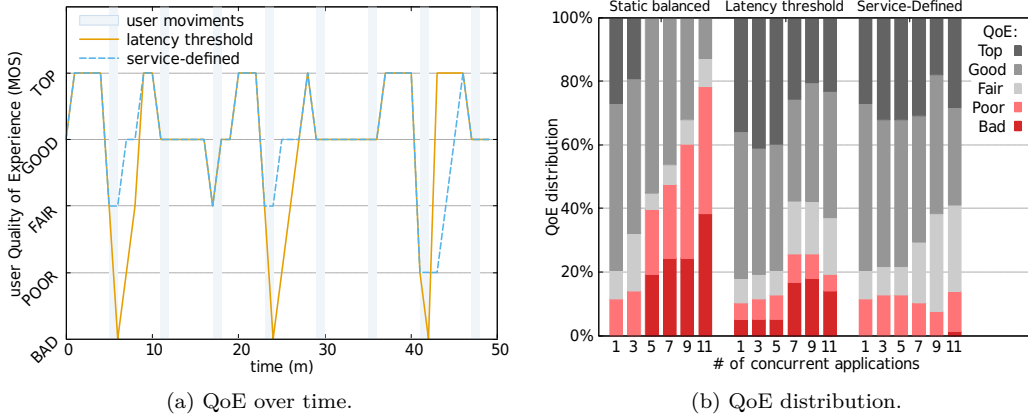 user moviments
latency threshold
service-defined
user Quality of Experience (MOS)
TOP
GOOD
FAIR
POOR
BAD
0 10 20 30 40 50
time (m)
(a) QoE over time.
Static balanced Latency threshold Service-Defined
QoE:
Top
Good
Fair
Poor
Bad
QoE distribution
100%
80%
60%
40%
20%
0%
1 3 5 7 9 11 1 3 5 7 9 11 1 3 5 7 9 11
# of concurrent applications
(b) QoE distribution.